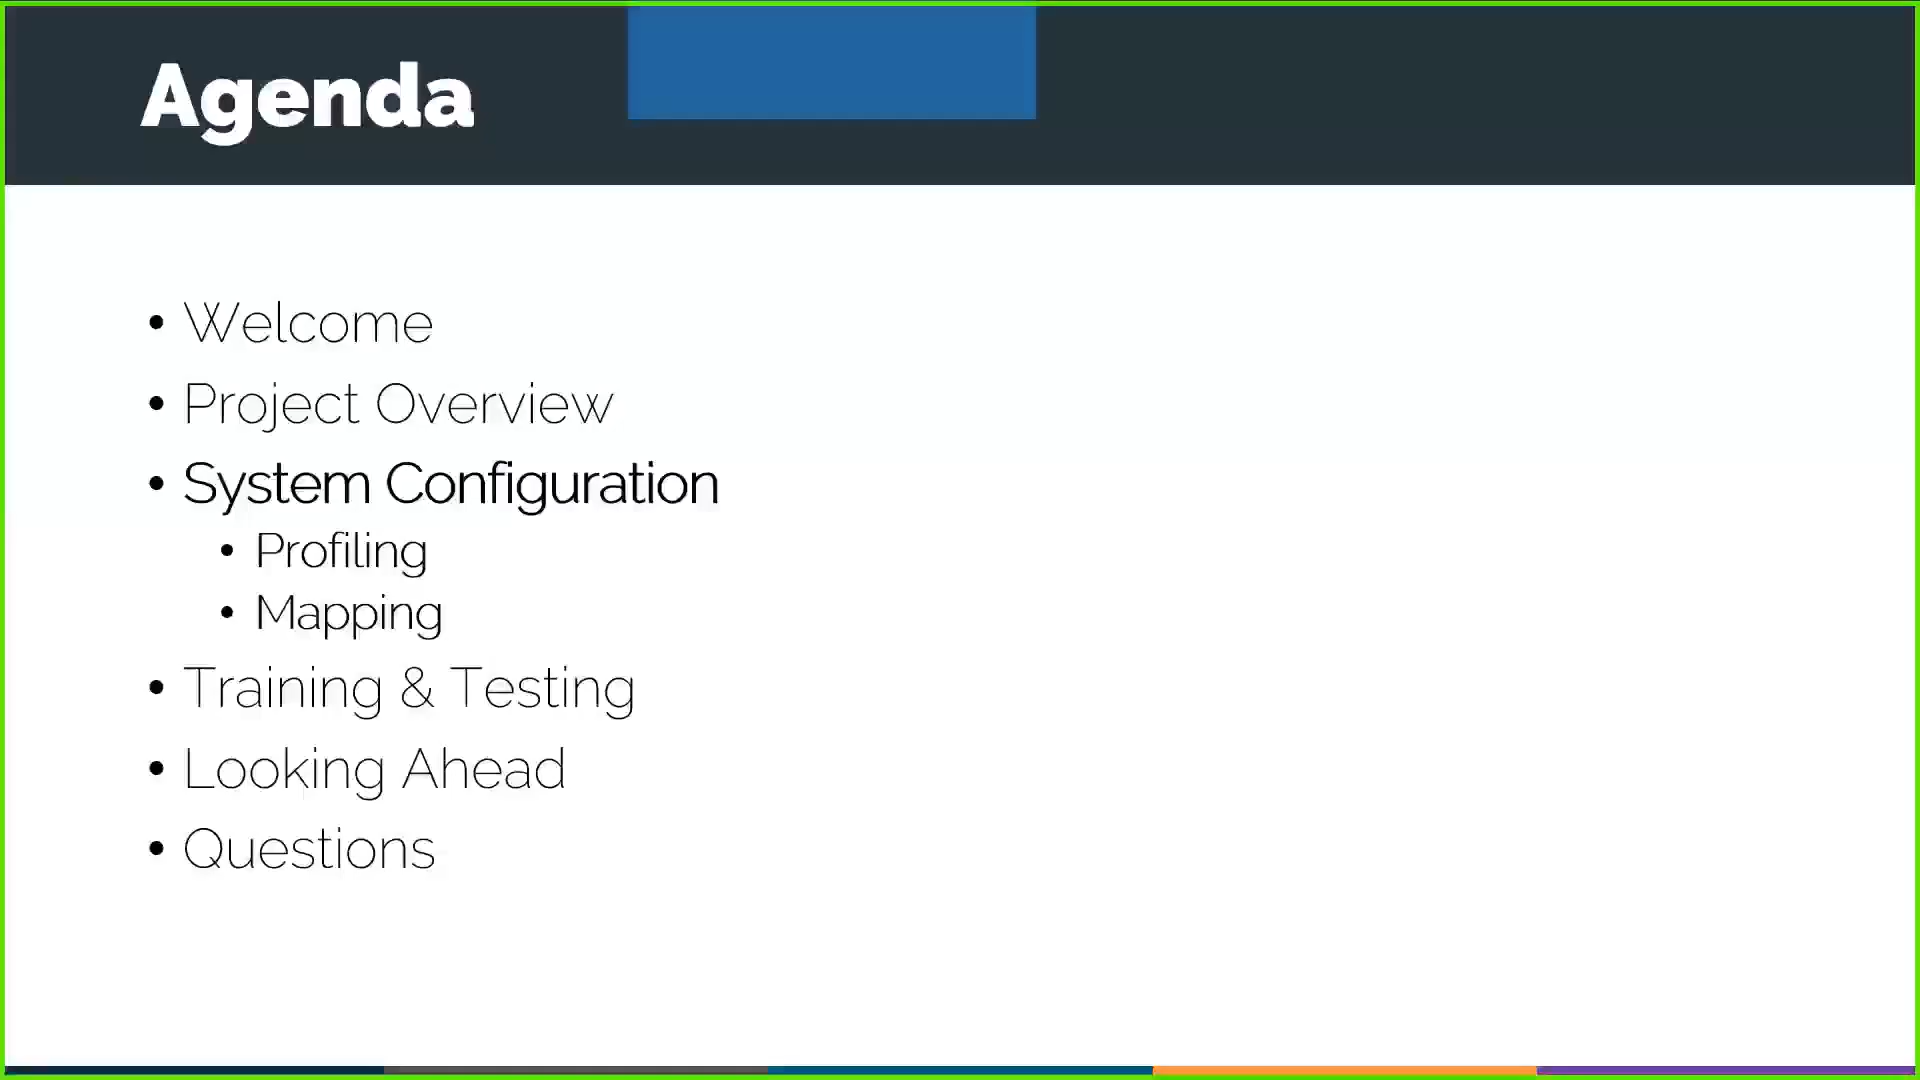 Agenda
• Welcome
• Project Overview
• System Configuration
• Profiling
• Mapping
• Training & Testing
• Looking Ahead
• Questions